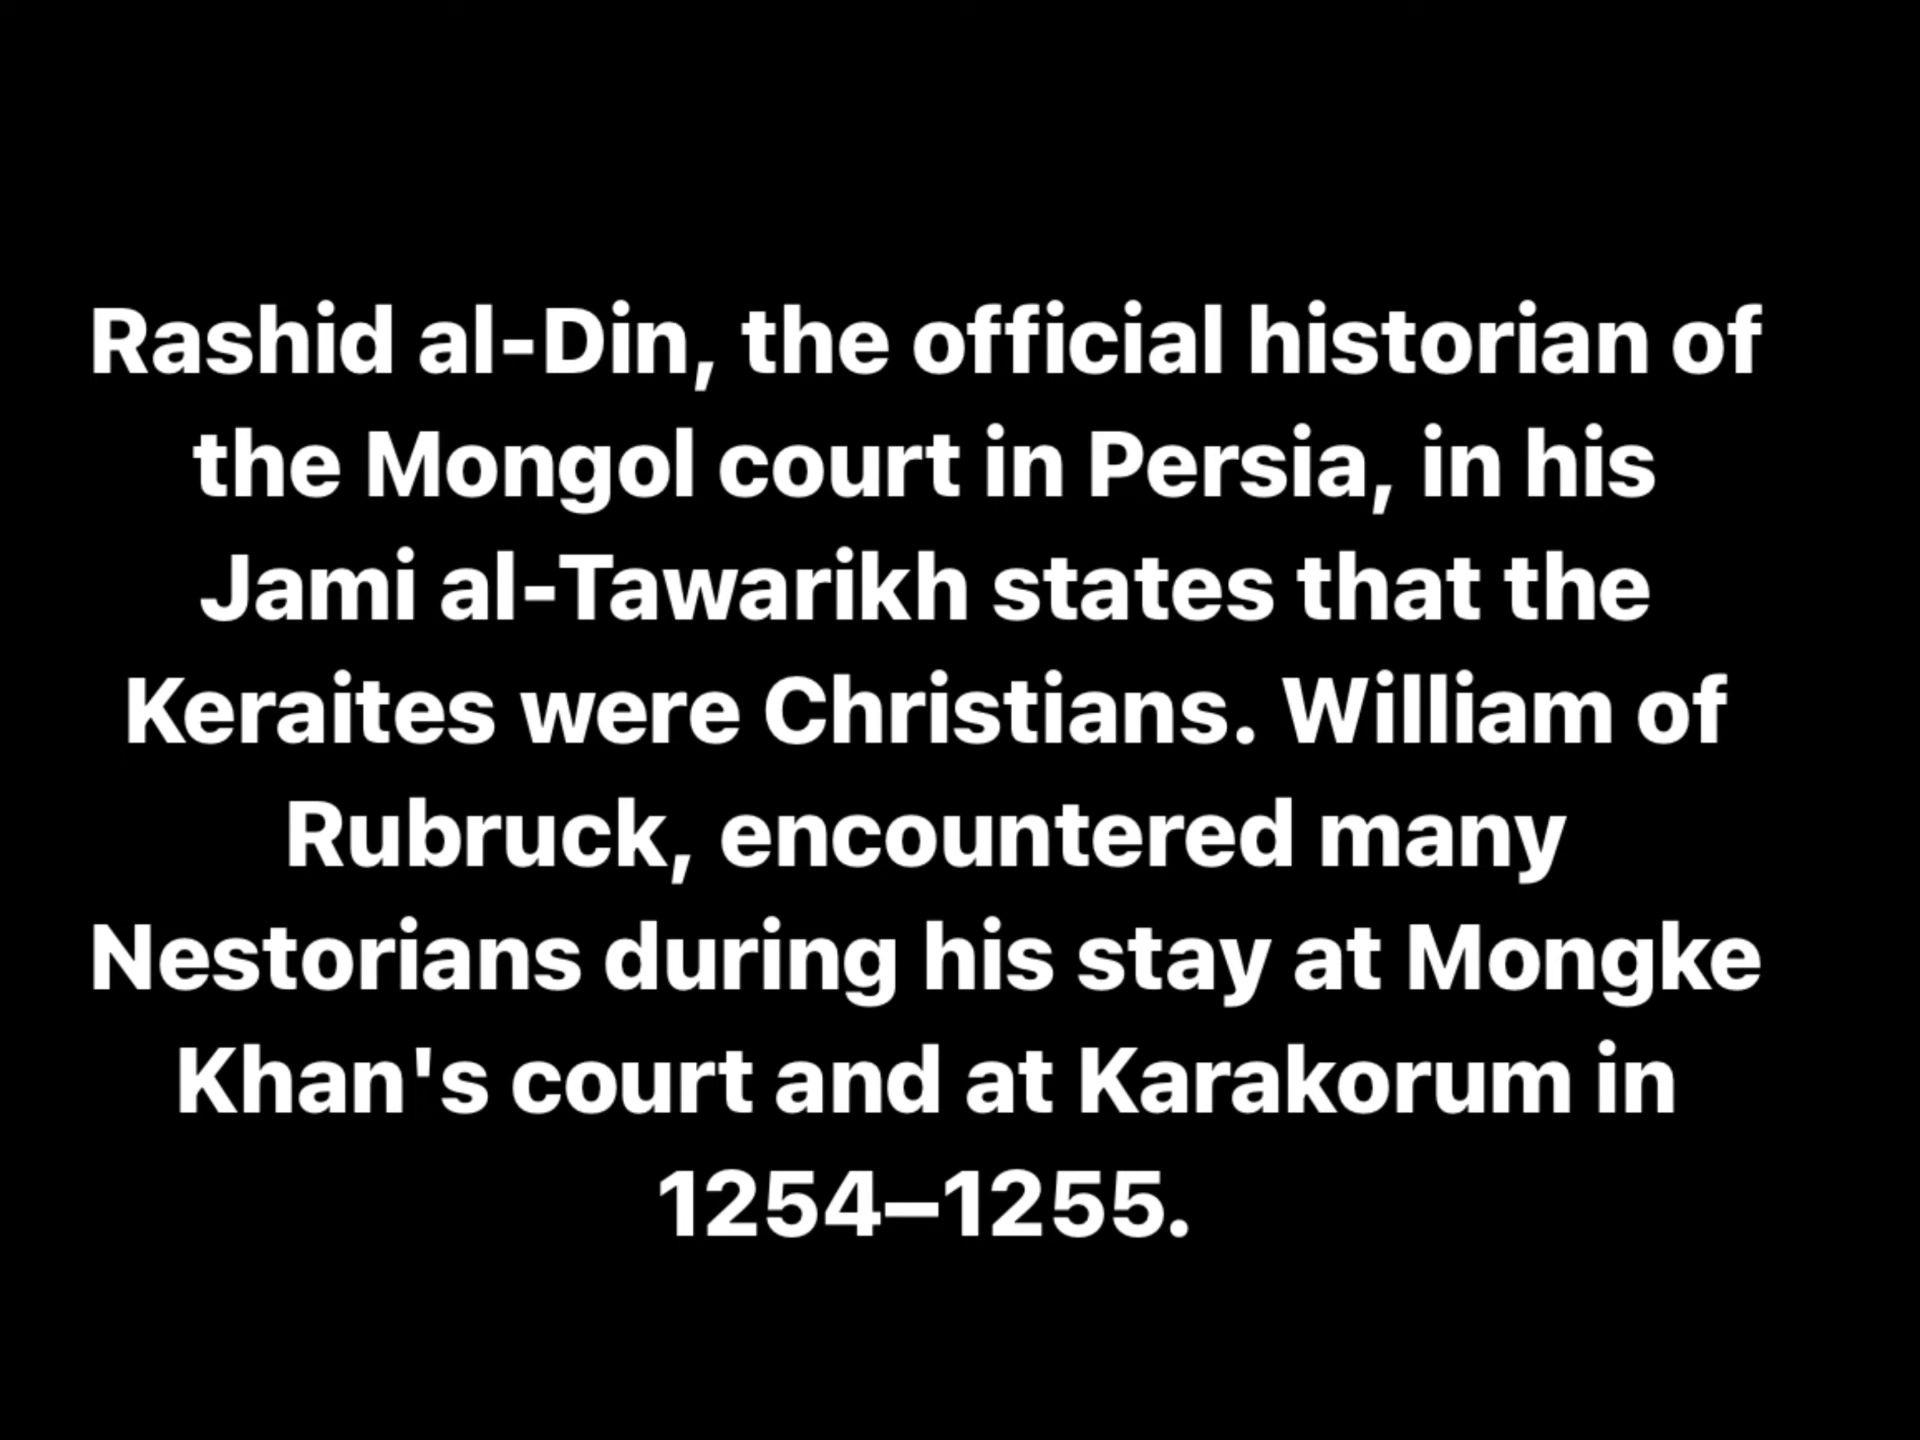 Rashid al-Din, the official historian of
the Mongol court in Persia, in his
Jami al-Tawarikh states that the
Keraites were Christians. William of
Rubruck, encountered many
Nestorians during his stay at Mongke
Khan's court and at Karakorum in
1254–1255.